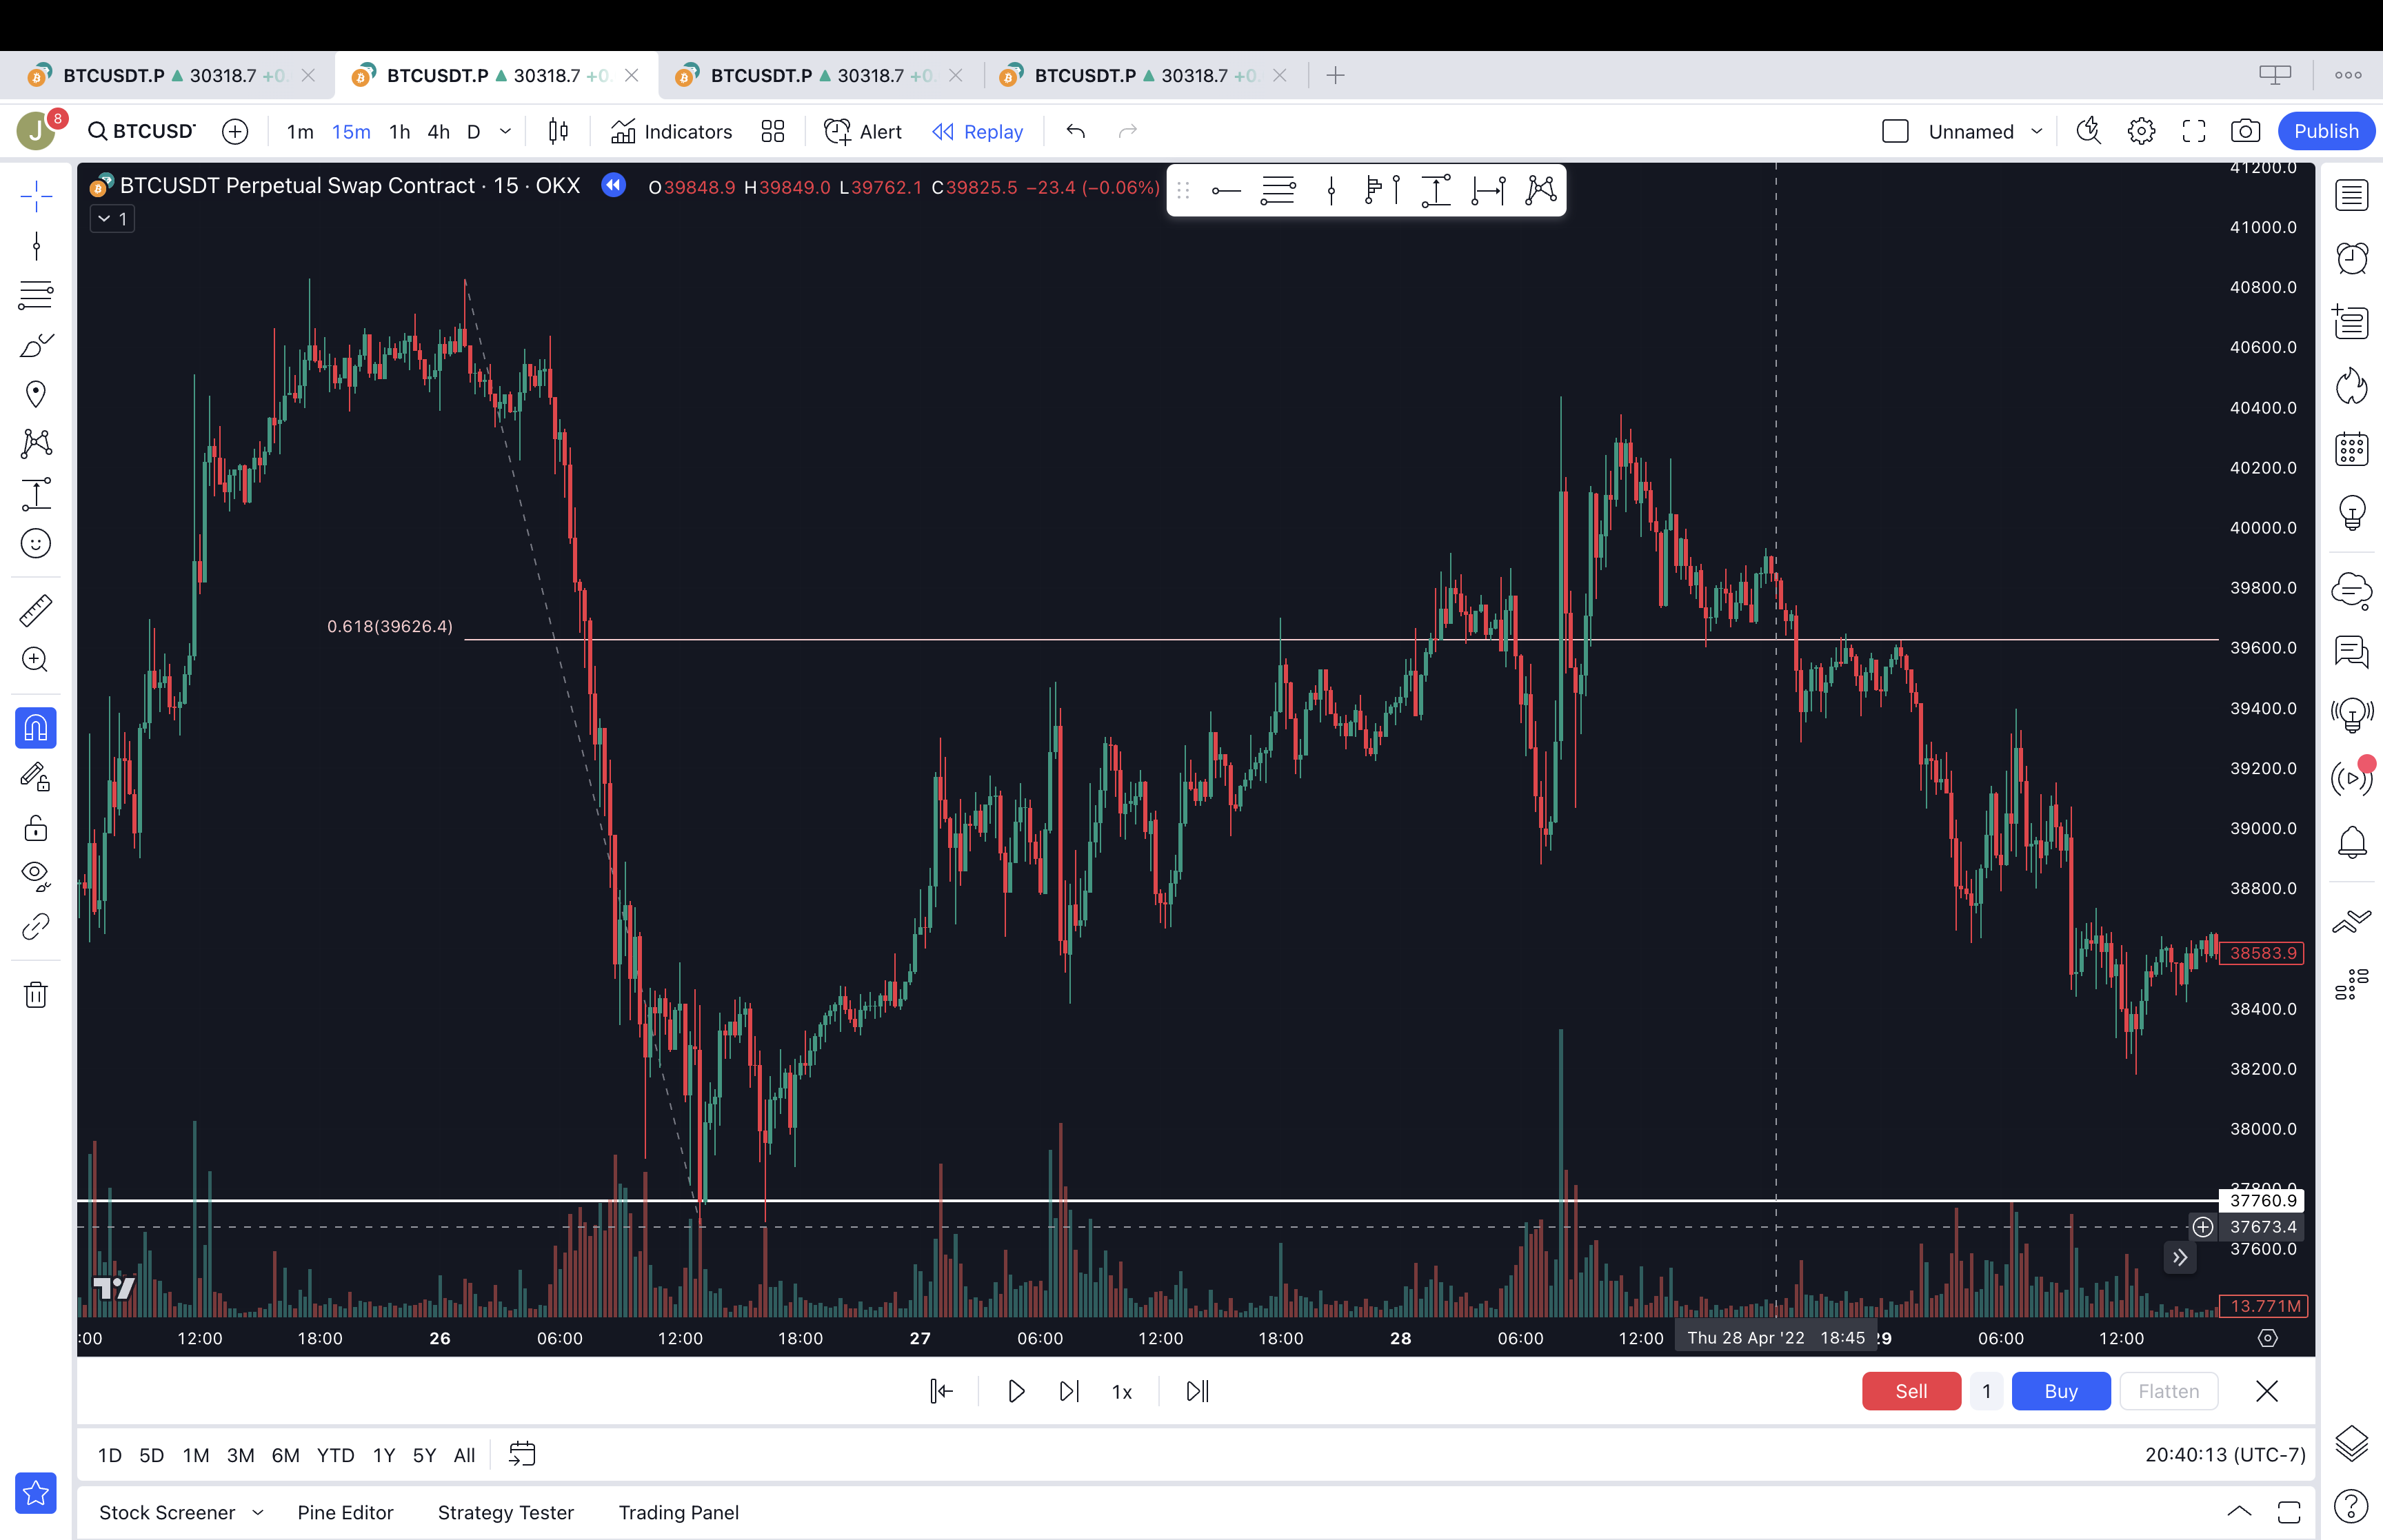 BTCUSDT.P ▲ 30318.7 +0. BTCUSDT.P ▲ 30318.7 +0. BTCUSDT.P ▲ 30318.7 +0. BTCUSDT.P ▲ 30318.7 +0.
J 8 BTCUSD 1m 15m 1h 4h D Indicators Alert Replay Unnamed Publish
BTCUSDT Perpetual Swap Contract · 15 · OKX O39848.9 H39849.0 L39762.1 C39825.5 −23.4 (−0.06%)
1
41200.0
41000.0
40800.0
40600.0
40400.0
40200.0
40000.0
39800.0
0.618(39626.4)
39600.0
39400.0
39200.0
39000.0
38800.0
38583.9
38400.0
38200.0
38000.0
37800.0
37760.9
37673.4
37600.0
13.771M
:00 12:00 18:00 26 06:00 12:00 18:00 27 06:00 12:00 18:00 28 06:00 12:00 Thu 28 Apr '22 18:45 29 06:00 12:00
1x Sell 1 Buy Flatten
1D 5D 1M 3M 6M YTD 1Y 5Y All 20:40:13 (UTC-7)
Stock Screener Pine Editor Strategy Tester Trading Panel